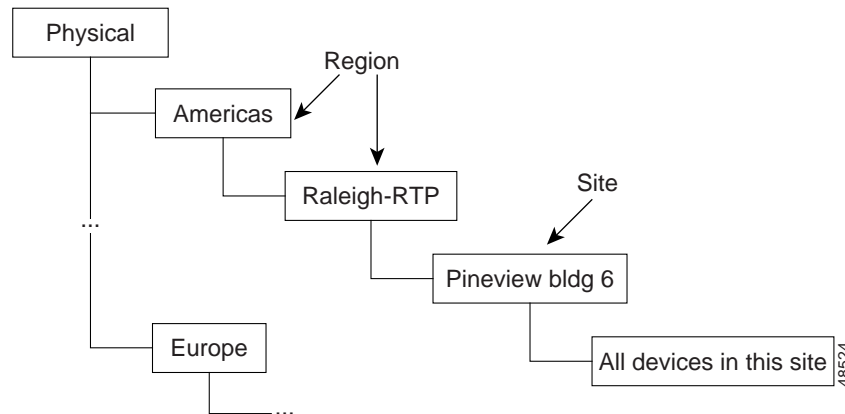 Physical
Region
Americas
Raleigh-RTP
Site
...
Pineview bldg 6
Europe
All devices in this site
48524
...